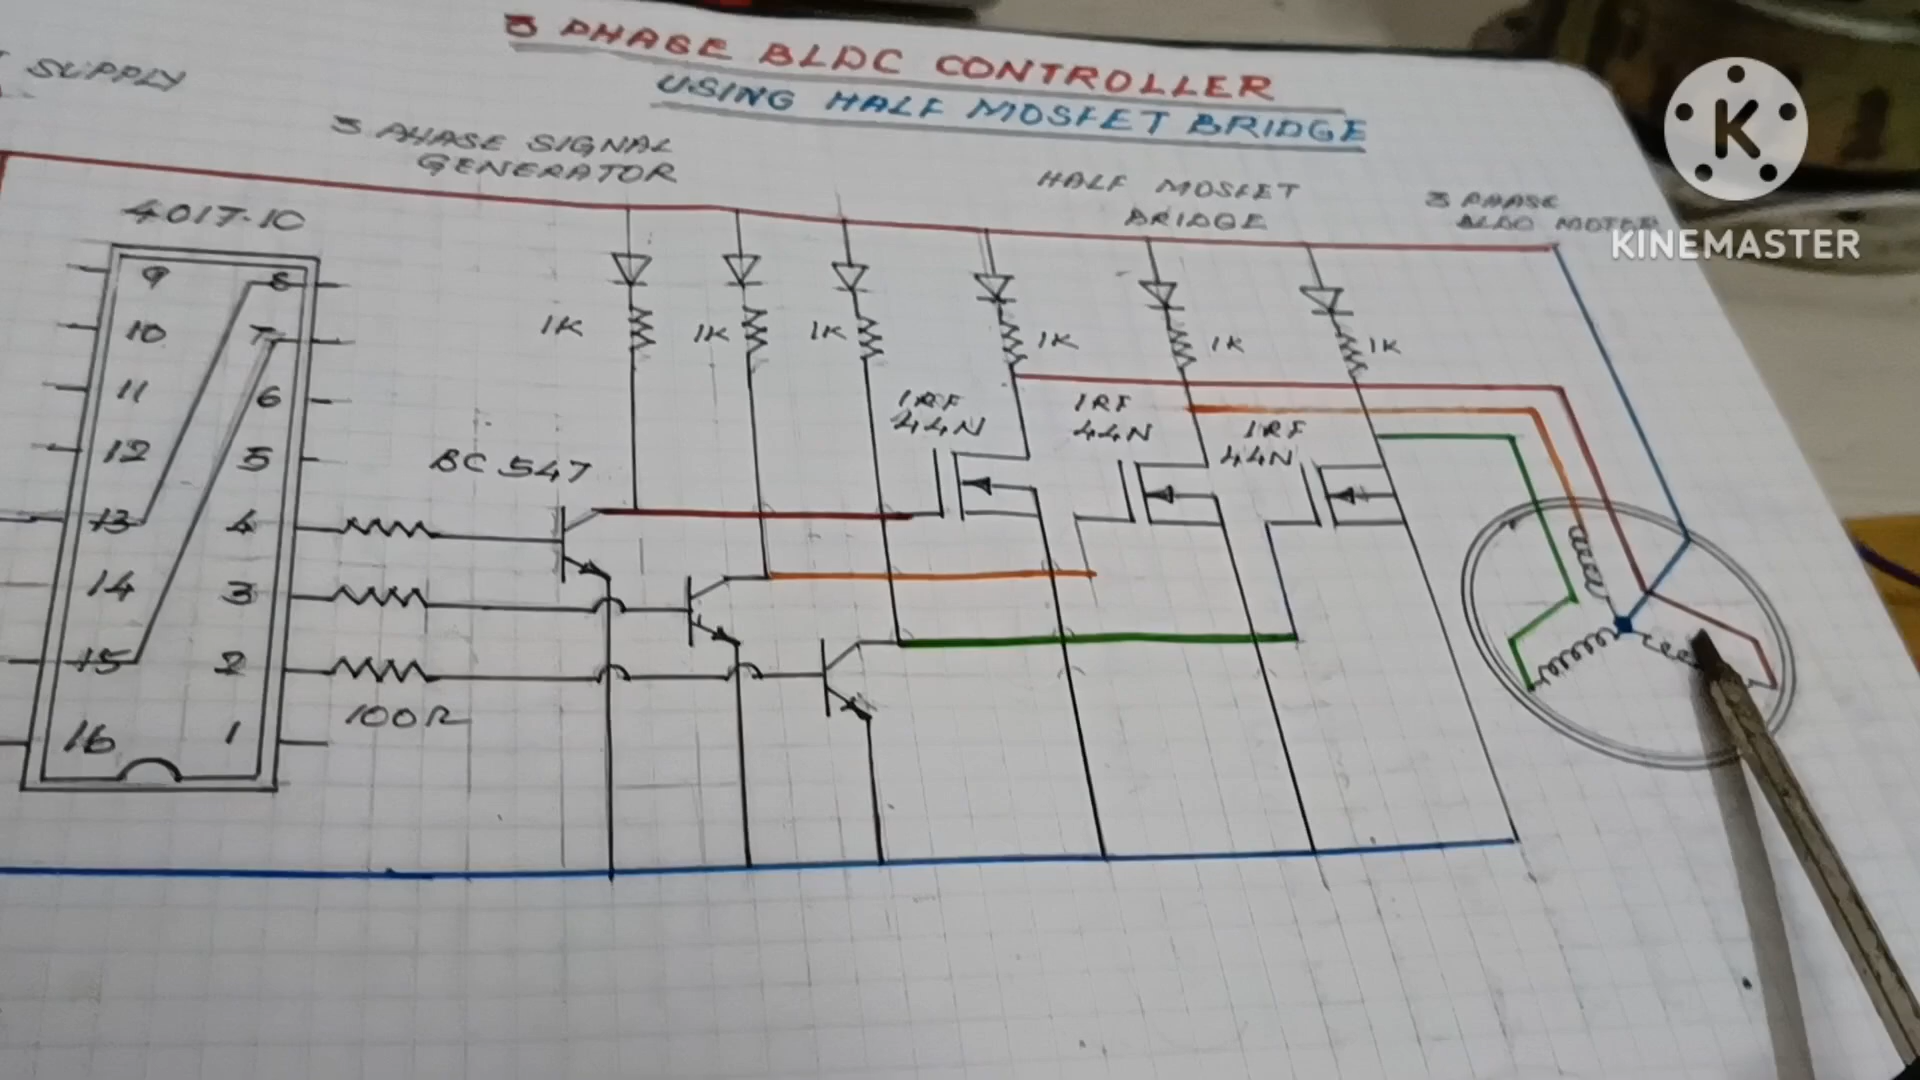 3 PHASE BLDC CONTROLLER
USING HALF MOSFET BRIDGE
SUPPLY
3 PHASE SIGNAL
GENERATOR
HALF MOSFET
BRIDGE
3 PHASE
BLDC MOTOR
K
KINEMASTER
4017-IC
9 8
10 7
11 6
12 5
13 4
14 3
15 2
16 1
1K
1K
1K
1K
1K
1K
IRF
44N
IRF
44N
IRF
44N
BC 547
100R